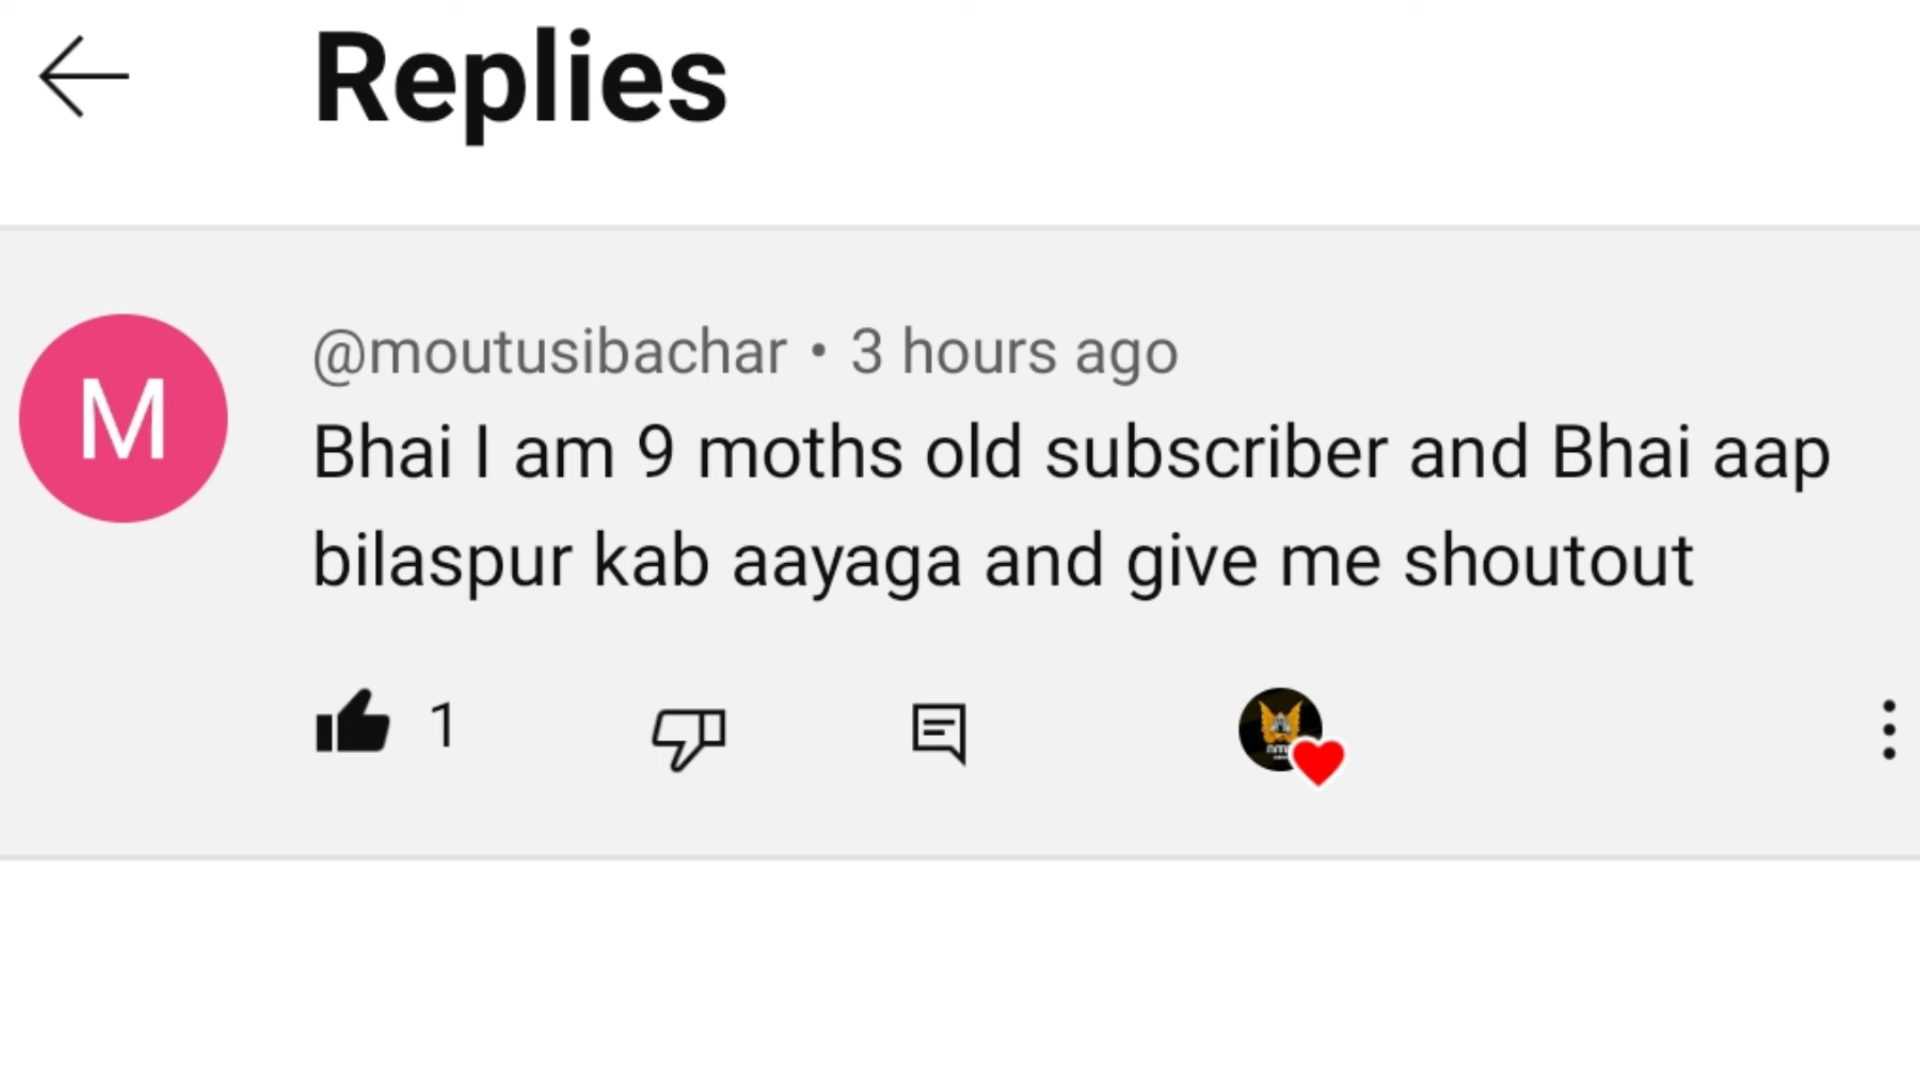 Replies
M
@moutusibachar • 3 hours ago
Bhai I am 9 moths old subscriber and Bhai aap
bilaspur kab aayaga and give me shoutout
1